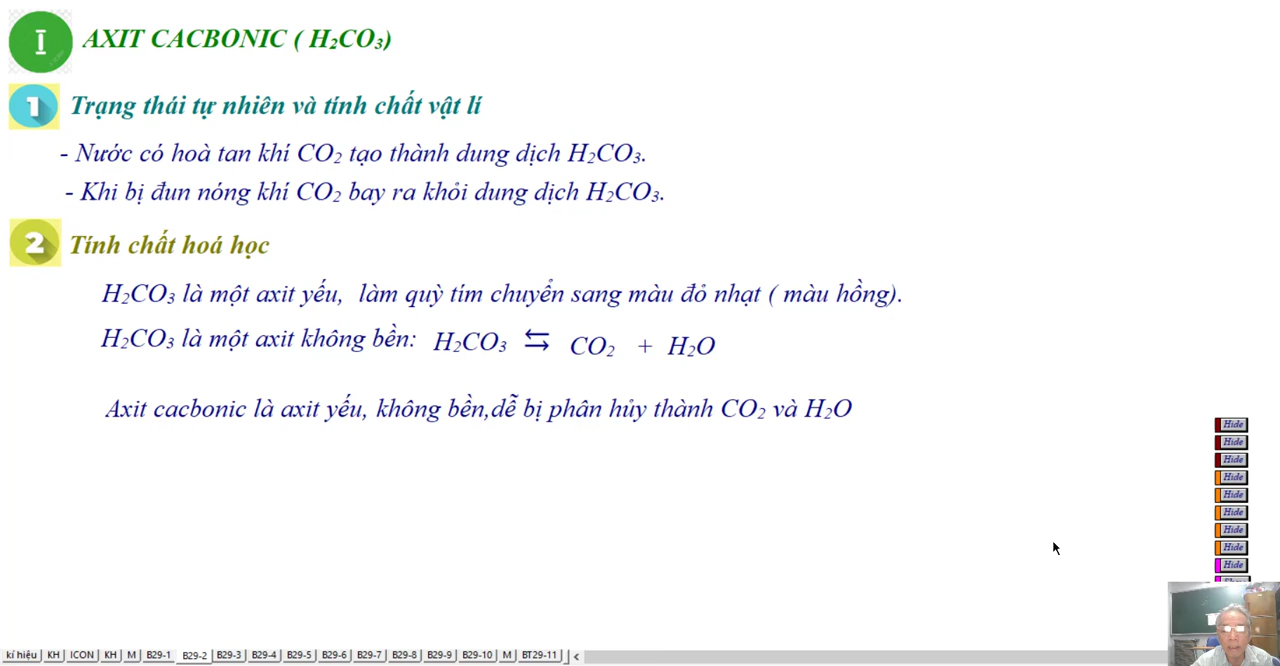 I AXIT CACBONIC ( H₂CO₃)
1 Trạng thái tự nhiên và tính chất vật lí
- Nước có hoà tan khí CO₂ tạo thành dung dịch H₂CO₃.
- Khi bị đun nóng khí CO₂ bay ra khỏi dung dịch H₂CO₃.
2 Tính chất hoá học
H₂CO₃ là một axit yếu, làm quỳ tím chuyển sang màu đỏ nhạt ( màu hồng).
H₂CO₃ là một axit không bền: H₂CO₃ ⇆ CO₂ + H₂O
Axit cacbonic là axit yếu, không bền,dễ bị phân hủy thành CO₂ và H₂O
Hide
Hide
Hide
Hide
Hide
Hide
Hide
Hide
Hide
kí hiệu KH ICON KH M B29-1 B29-2 B29-3 B29-4 B29-5 B29-6 B29-7 B29-8 B29-9 B29-10 M BT29-11